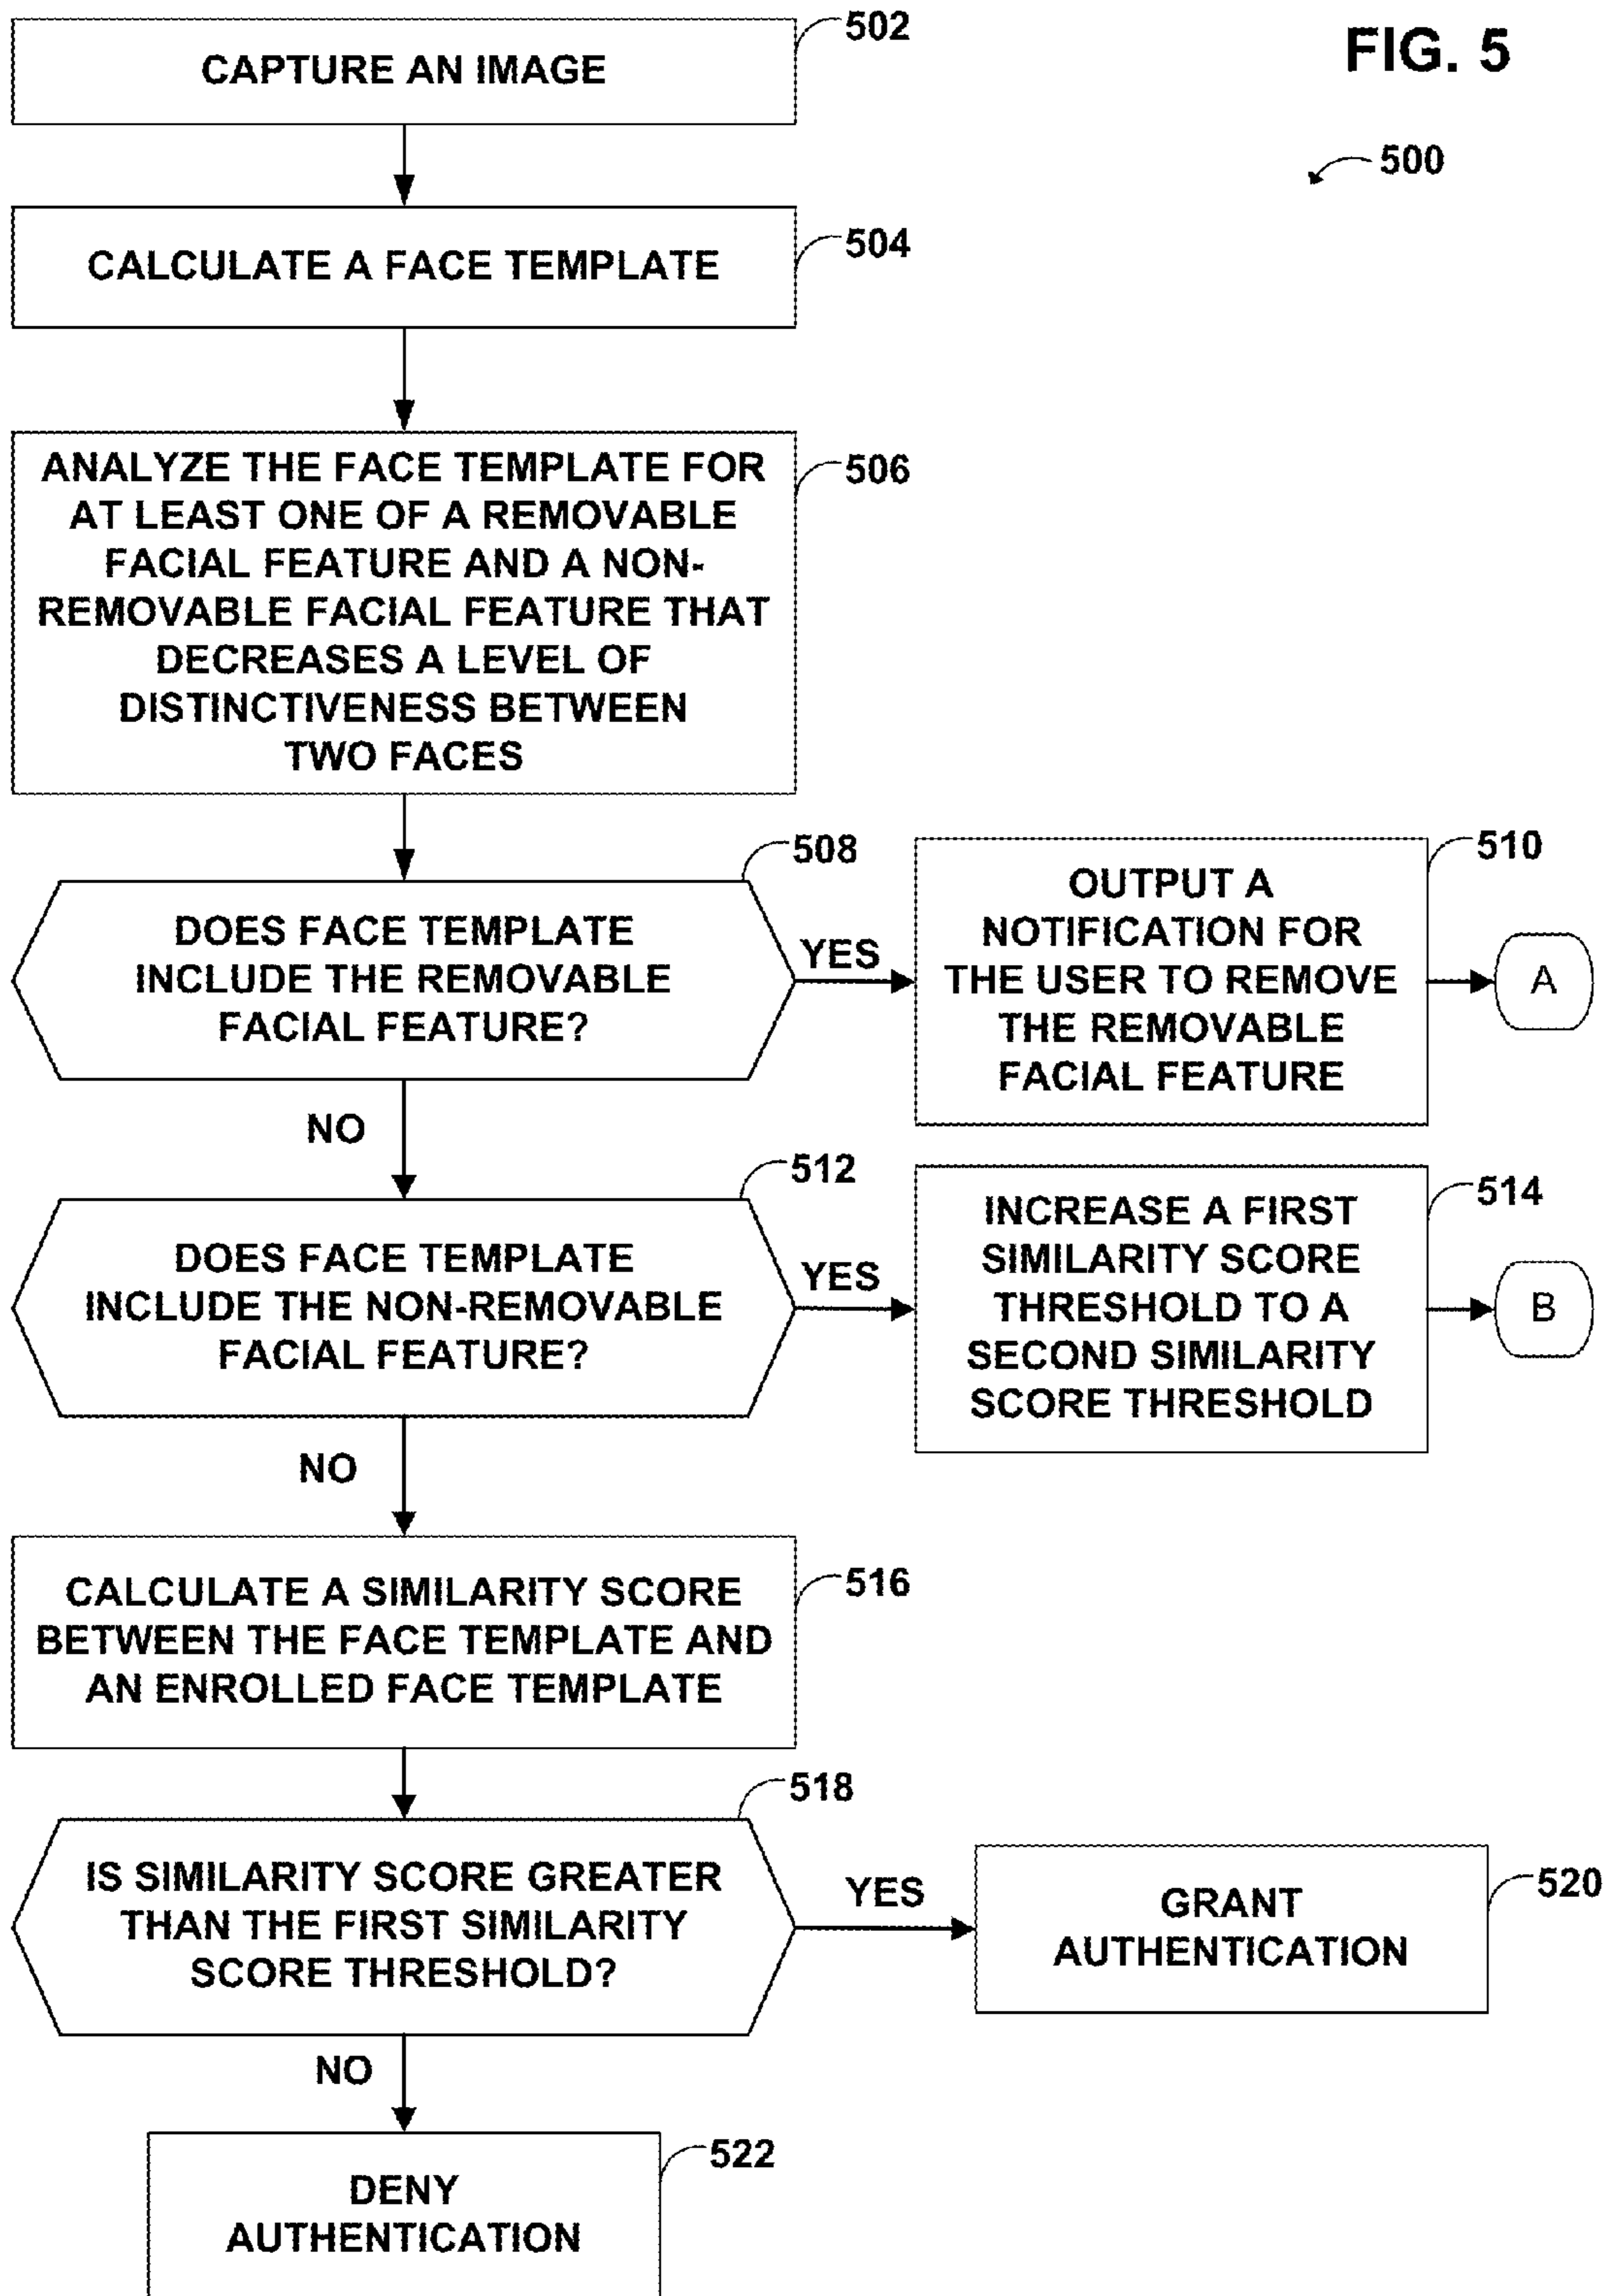 FIG. 5
500
502
CAPTURE AN IMAGE
504
CALCULATE A FACE TEMPLATE
506
ANALYZE THE FACE TEMPLATE FOR
AT LEAST ONE OF A REMOVABLE
FACIAL FEATURE AND A NON-
REMOVABLE FACIAL FEATURE THAT
DECREASES A LEVEL OF
DISTINCTIVENESS BETWEEN
TWO FACES
508
DOES FACE TEMPLATE
INCLUDE THE REMOVABLE
FACIAL FEATURE?
YES
510
OUTPUT A
NOTIFICATION FOR
THE USER TO REMOVE
THE REMOVABLE
FACIAL FEATURE
A
NO
512
DOES FACE TEMPLATE
INCLUDE THE NON-REMOVABLE
FACIAL FEATURE?
YES
514
INCREASE A FIRST
SIMILARITY SCORE
THRESHOLD TO A
SECOND SIMILARITY
SCORE THRESHOLD
B
NO
516
CALCULATE A SIMILARITY SCORE
BETWEEN THE FACE TEMPLATE AND
AN ENROLLED FACE TEMPLATE
518
IS SIMILARITY SCORE GREATER
THAN THE FIRST SIMILARITY
SCORE THRESHOLD?
YES
520
GRANT
AUTHENTICATION
NO
522
DENY
AUTHENTICATION